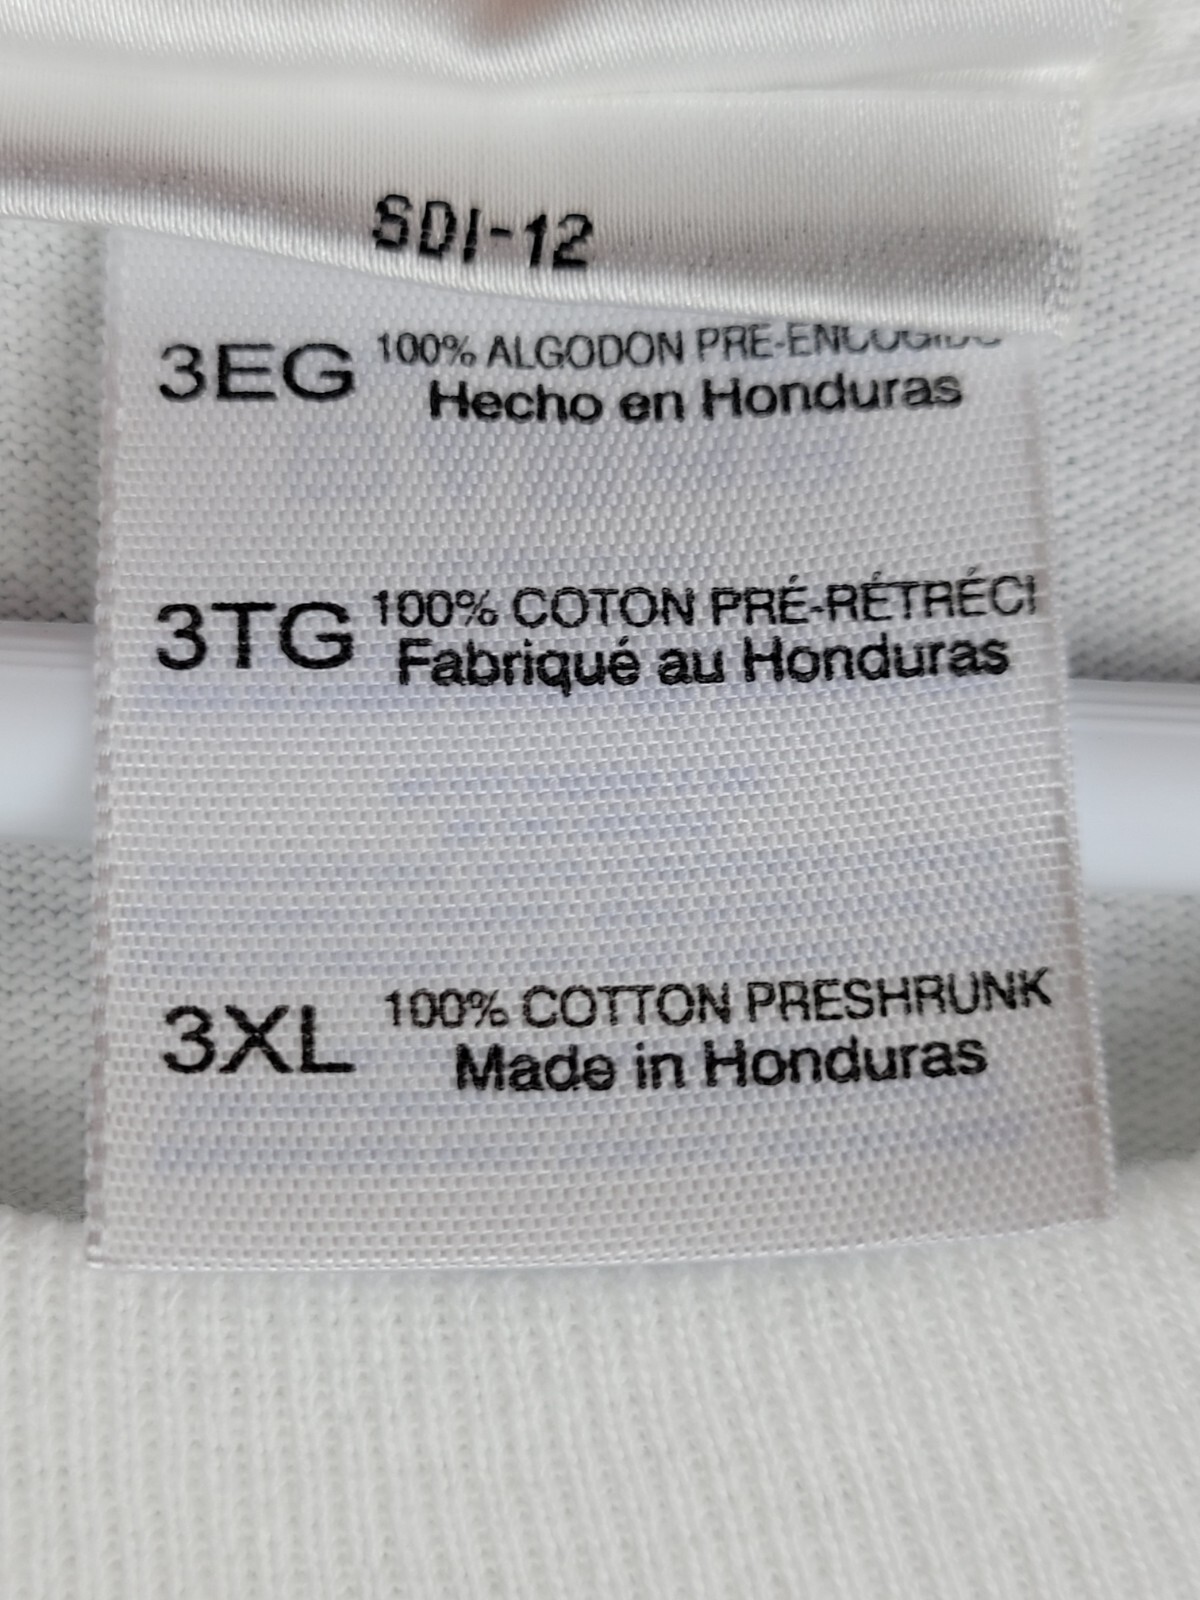 SDI-12
3EG 100% ALGODON PRE-ENCOGIDO
Hecho en Honduras
3TG 100% COTON PRÉ-RÉTRÉCI
Fabriqué au Honduras
3XL 100% COTTON PRESHRUNK
Made in Honduras